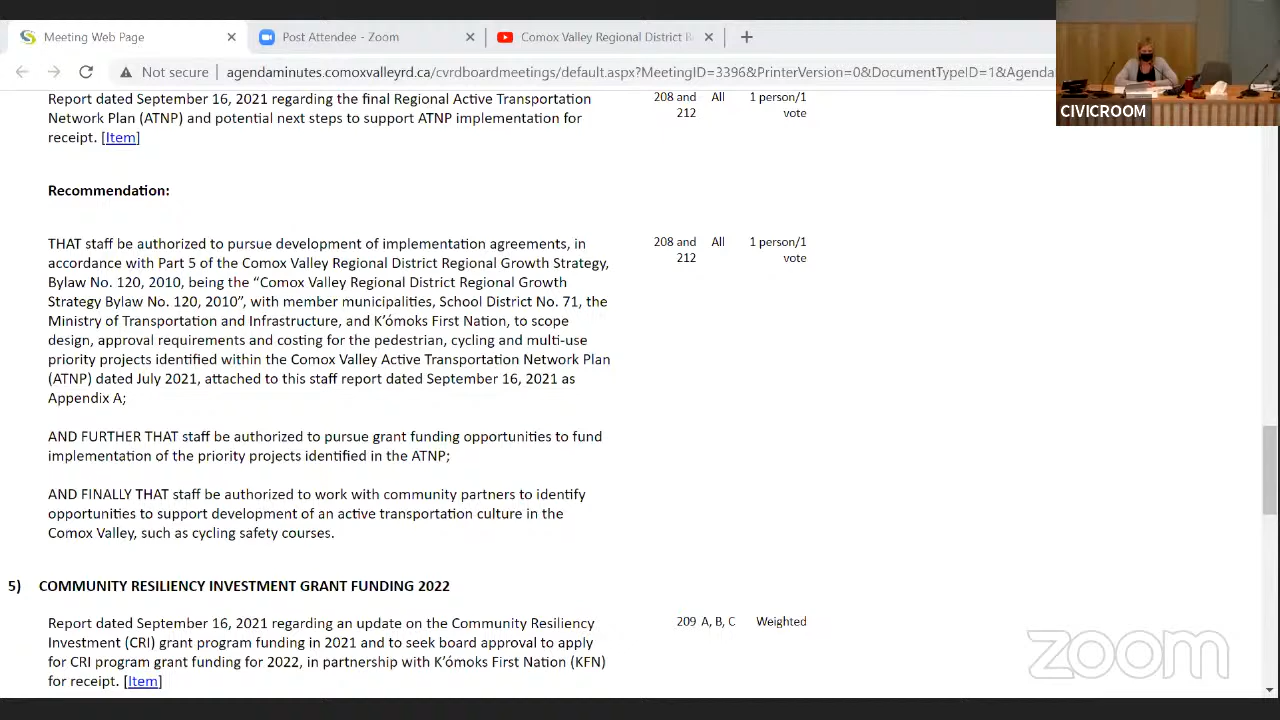 Meeting Web Page
Post Attendee - Zoom
Comox Valley Regional District B
Not secure
agendaminutes.comoxvalleyrd.ca/cvrdboardmeetings/default.aspx?MeetingID=3396&PrinterVersion=0&DocumentTypeID=1&Agenda
CIVICROOM
Report dated September 16, 2021 regarding the final Regional Active Transportation 208 and All 1 person/1
Network Plan (ATNP) and potential next steps to support ATNP implementation for 212 vote
receipt. [Item]
Recommendation:
THAT staff be authorized to pursue development of implementation agreements, in 208 and All 1 person/1
accordance with Part 5 of the Comox Valley Regional District Regional Growth Strategy, 212 vote
Bylaw No. 120, 2010, being the “Comox Valley Regional District Regional Growth
Strategy Bylaw No. 120, 2010”, with member municipalities, School District No. 71, the
Ministry of Transportation and Infrastructure, and K’ómoks First Nation, to scope
design, approval requirements and costing for the pedestrian, cycling and multi-use
priority projects identified within the Comox Valley Active Transportation Network Plan
(ATNP) dated July 2021, attached to this staff report dated September 16, 2021 as
Appendix A;
AND FURTHER THAT staff be authorized to pursue grant funding opportunities to fund
implementation of the priority projects identified in the ATNP;
AND FINALLY THAT staff be authorized to work with community partners to identify
opportunities to support development of an active transportation culture in the
Comox Valley, such as cycling safety courses.
5) COMMUNITY RESILIENCY INVESTMENT GRANT FUNDING 2022
Report dated September 16, 2021 regarding an update on the Community Resiliency 209 A, B, C Weighted
Investment (CRI) grant program funding in 2021 and to seek board approval to apply
for CRI program grant funding for 2022, in partnership with K’ómoks First Nation (KFN)
for receipt. [Item]
zoom